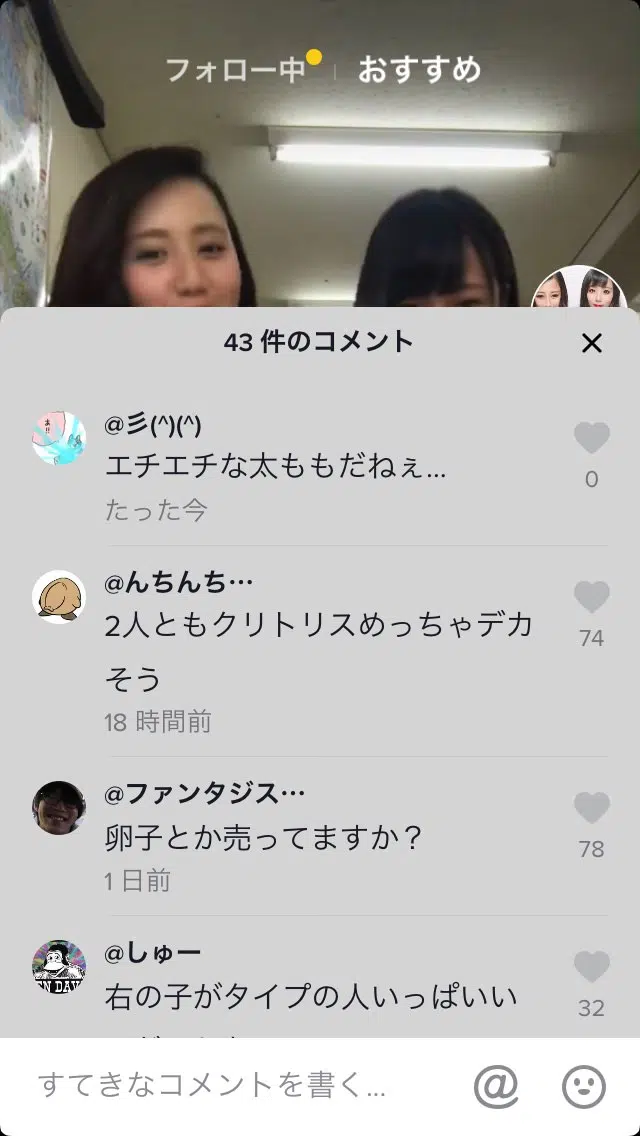 フォロー中 おすすめ
43 件のコメント
@彡(^)(^)
エチエチな太ももだねぇ...
0
たった今
@んちんち…
2人ともクリトリスめっちゃデカ
74
そう
18 時間前
@ファンタジス…
卵子とか売ってますか？
78
1 日前
@しゅー
右の子がタイプの人いっぱいい
32
すてきなコメントを書く...